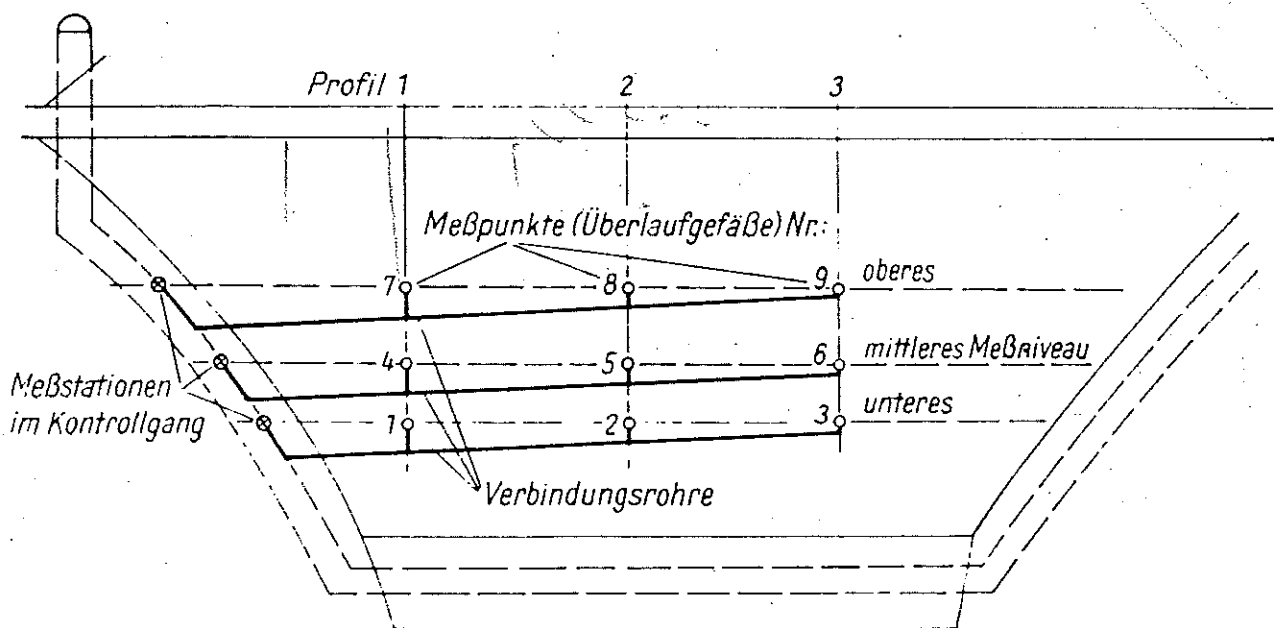 Profil 1 2 3
Meßpunkte (Überlaufgefäße) Nr.:
7 8 9 oberes
4 5 6 mittleres Meßniveau
Meßstationen
im Kontrollgang
1 2 3 unteres
Verbindungsrohre